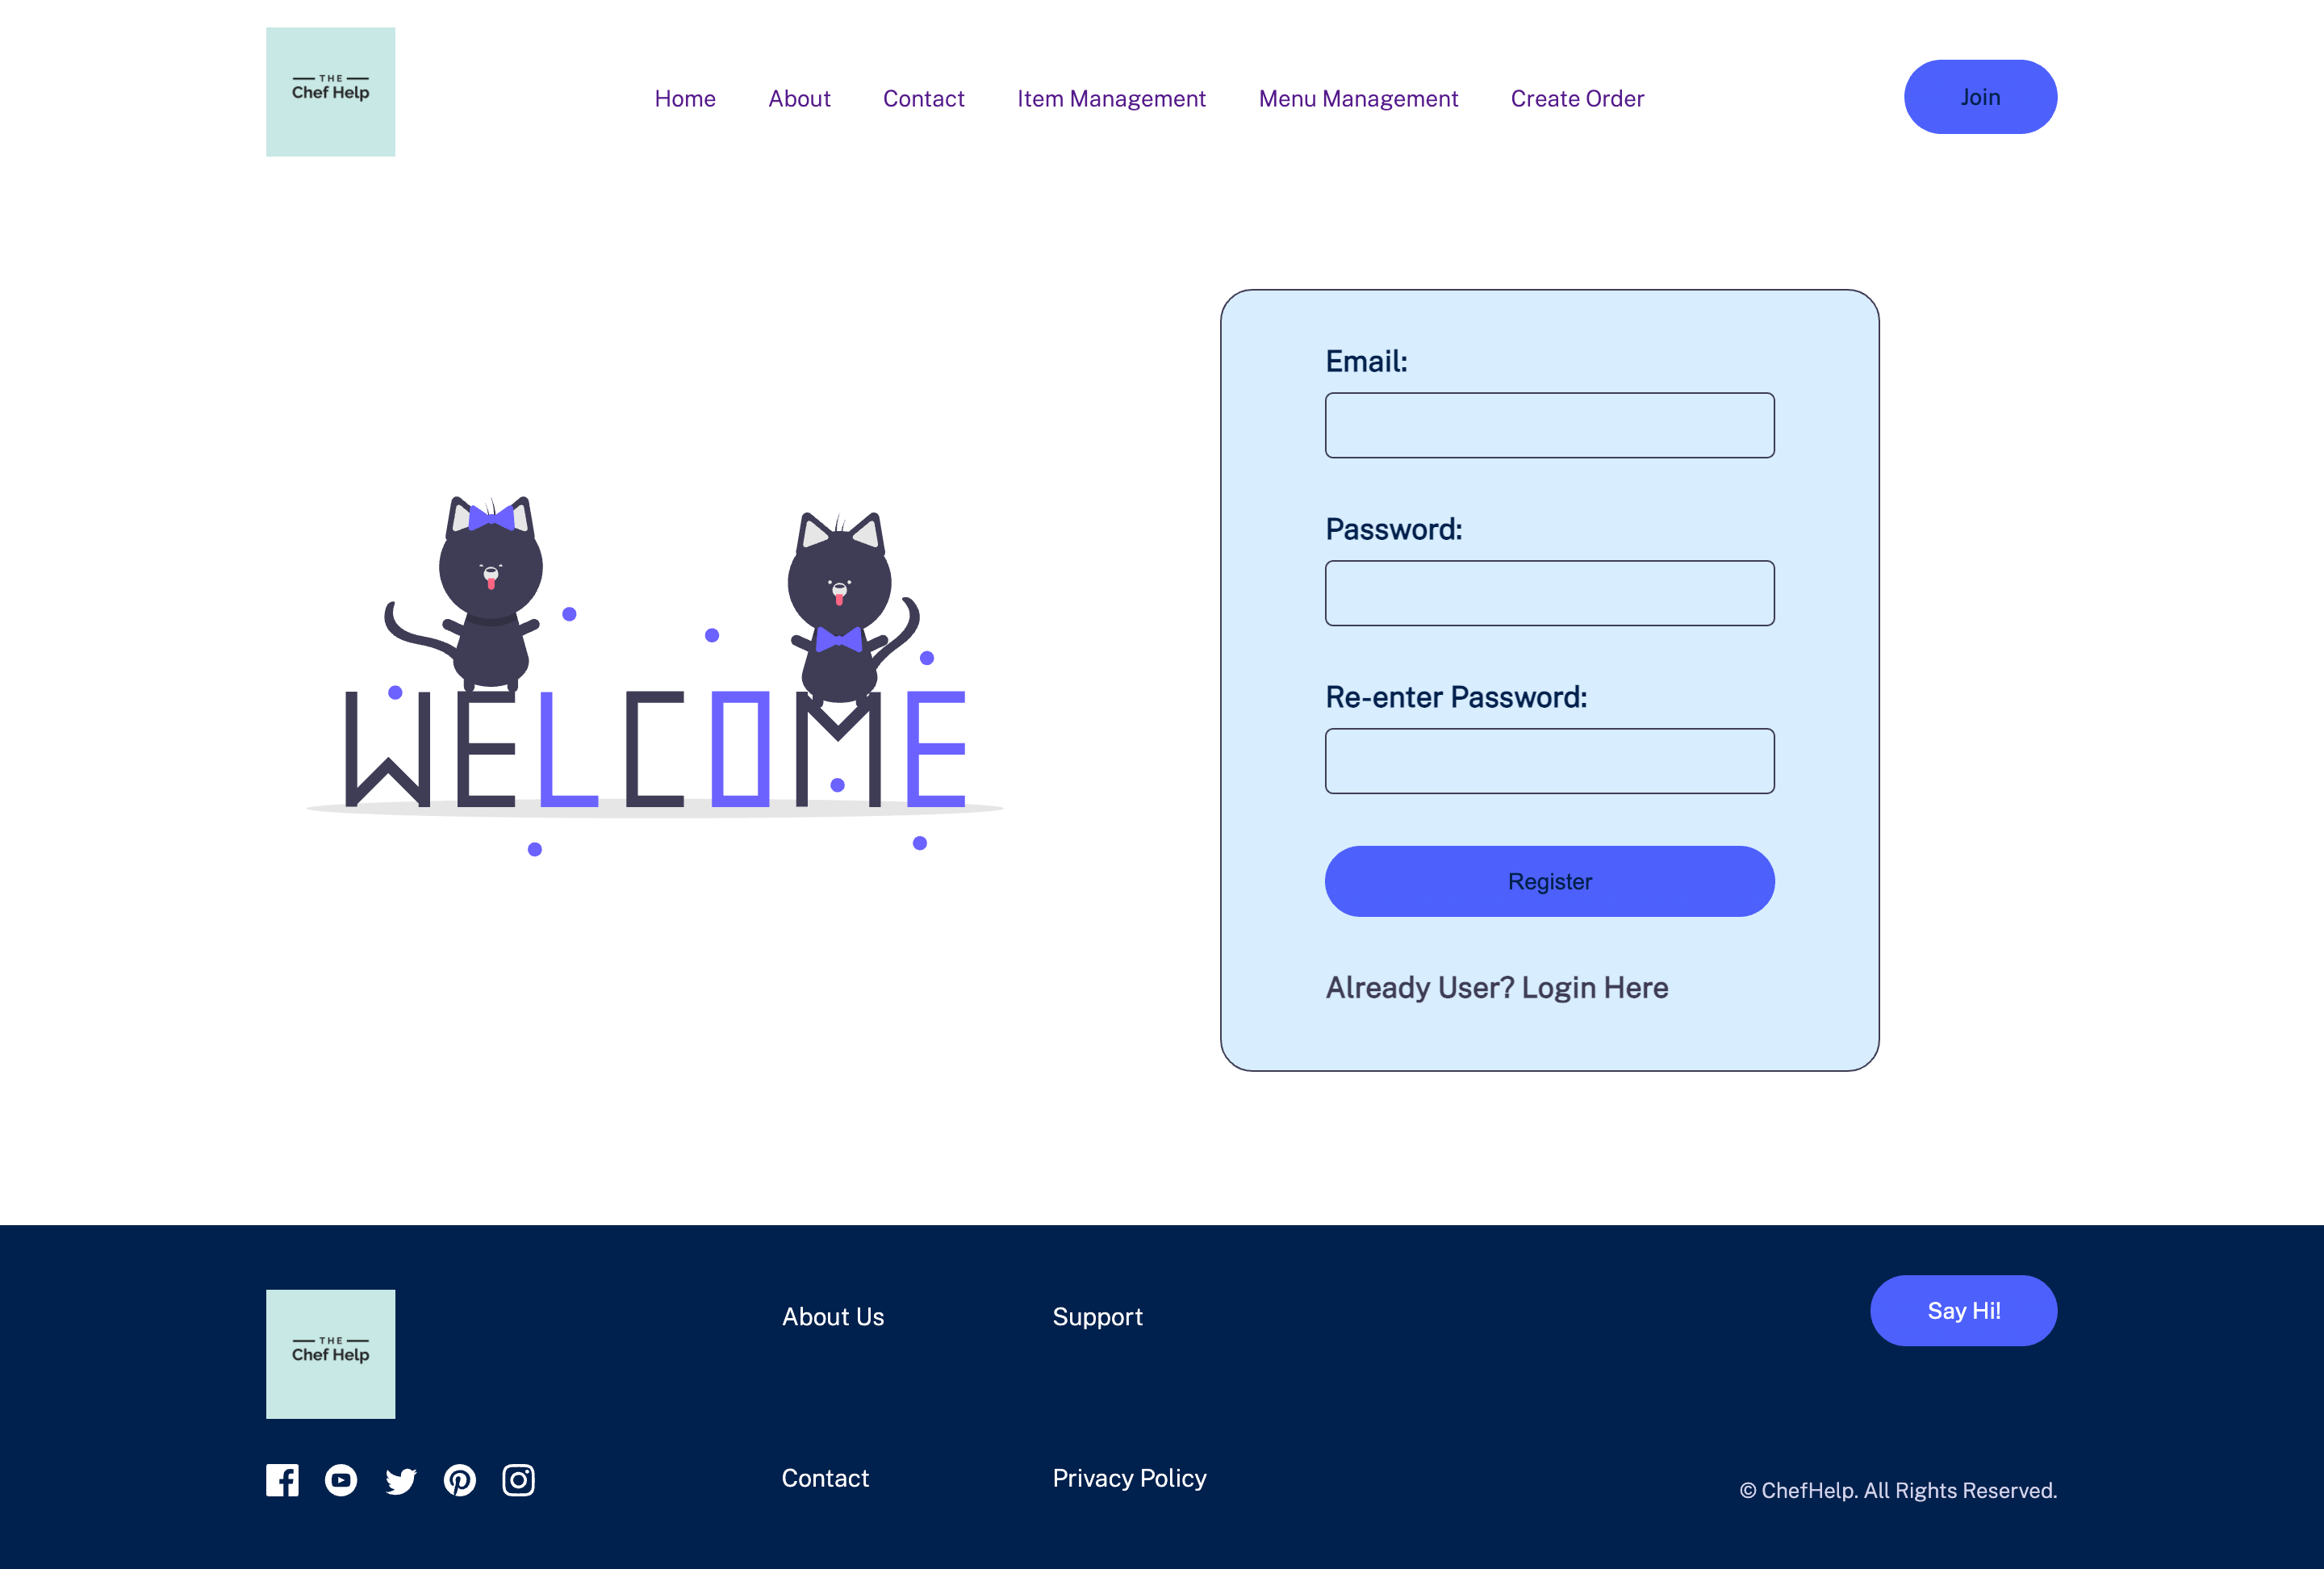 THE
Chef Help
Home About Contact Item Management Menu Management Create Order
Join
WELCOME
Email:
Password:
Re-enter Password:
Register
Already User? Login Here
THE
Chef Help
About Us Support
Say Hi!
Contact Privacy Policy
© ChefHelp. All Rights Reserved.